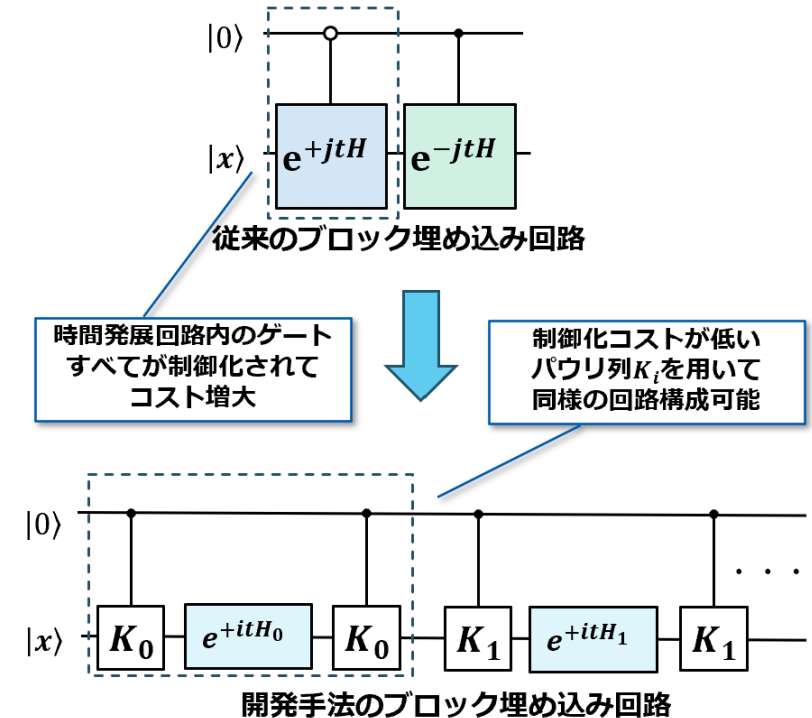 |0⟩
|x⟩
e^{+jtH}
e^{-jtH}
従来のブロック埋め込み回路
時間発展回路内のゲート
すべてが制御化されて
コスト増大
制御化コストが低い
パウリ列K_iを用いて
同様の回路構成可能
|0⟩
. . .
|x⟩
K_0
e^{+itH_0}
K_0
K_1
e^{+itH_1}
K_1
開発手法のブロック埋め込み回路